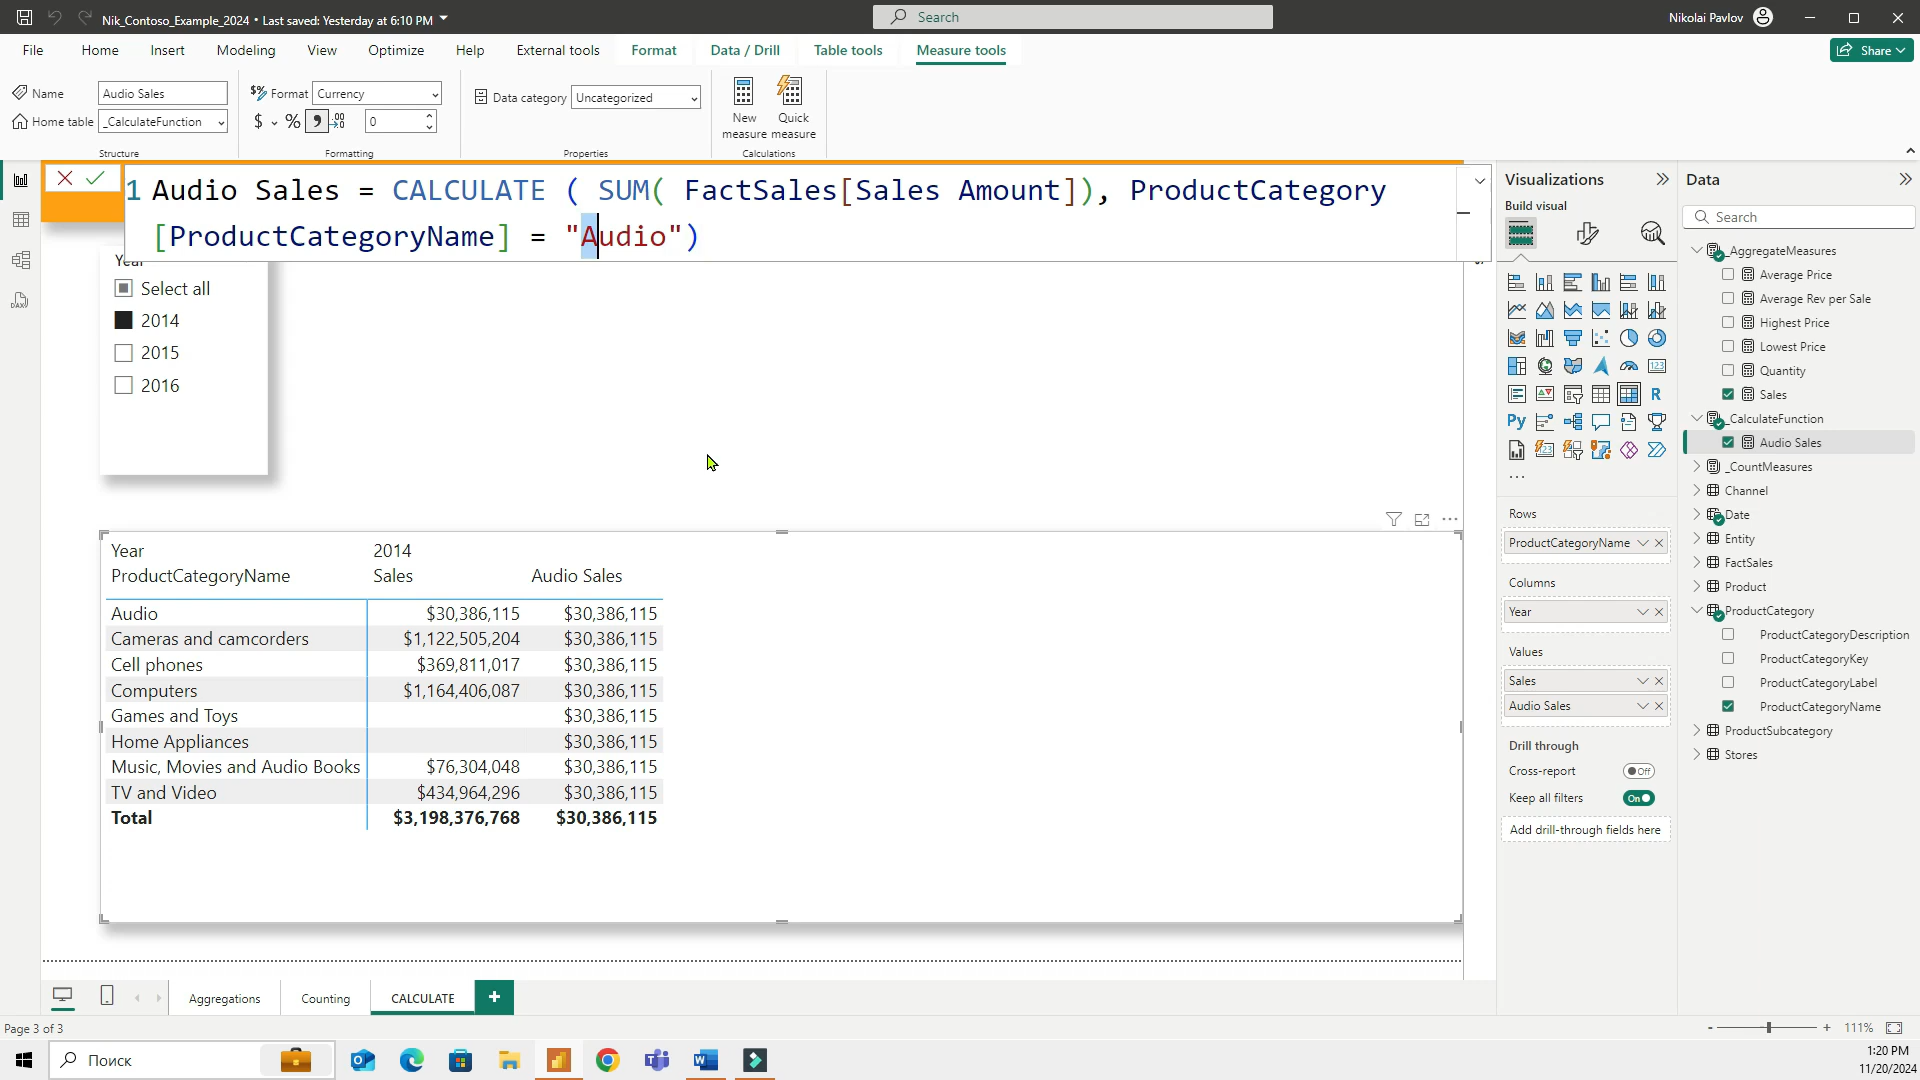 Nik_Contoso_Example_2024 • Last saved: Yesterday at 6:10 PM
Search
Nikolai Pavlov
File
Home
Insert
Modeling
View
Optimize
Help
External tools
Format
Data / Drill
Table tools
Measure tools
Share
Name
Audio Sales
Home table
_CalculateFunction
Structure
$% Format
Currency
$
%
0
Formatting
Data category
Uncategorized
Properties
New measure
Quick measure
Calculations
1 Audio Sales = CALCULATE ( SUM( FactSales[Sales Amount]), ProductCategory
[ProductCategoryName] = "Audio")
Year
Select all
2014
2015
2016
Year 2014
ProductCategoryName Sales Audio Sales
Audio $30,386,115 $30,386,115
Cameras and camcorders $1,122,505,204 $30,386,115
Cell phones $369,811,017 $30,386,115
Computers $1,164,406,087 $30,386,115
Games and Toys $30,386,115
Home Appliances $30,386,115
Music, Movies and Audio Books $76,304,048 $30,386,115
TV and Video $434,964,296 $30,386,115
Total $3,198,376,768 $30,386,115
Visualizations
Build visual
123
R
Py
Rows
ProductCategoryName
Columns
Year
Values
Sales
Audio Sales
Drill through
Cross-report
Off
Keep all filters
On
Add drill-through fields here
Data
Search
_AggregateMeasures
Average Price
Average Rev per Sale
Highest Price
Lowest Price
Quantity
Sales
_CalculateFunction
Audio Sales
_CountMeasures
Channel
Date
Entity
FactSales
Product
ProductCategory
ProductCategoryDescription
ProductCategoryKey
ProductCategoryLabel
ProductCategoryName
ProductSubcategory
Stores
Aggregations
Counting
CALCULATE
+
Page 3 of 3
- + 111%
Поиск
1:20 PM
11/20/2024